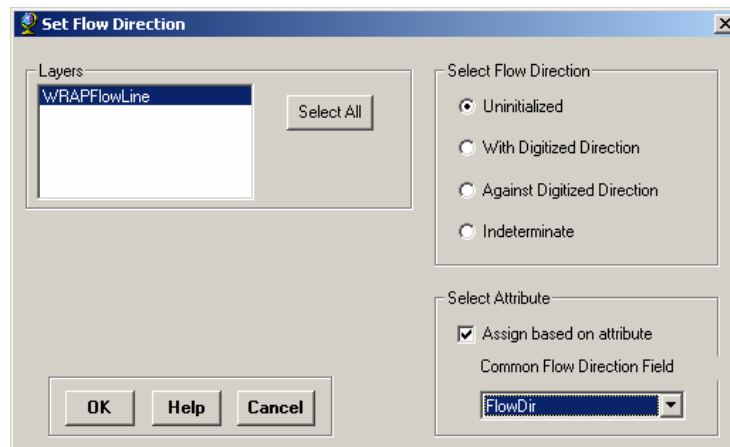 Set Flow Direction
Layers
WRAPFlowLine
Select All
Select Flow Direction
Uninitialized
With Digitized Direction
Against Digitized Direction
Indeterminate
Select Attribute
Assign based on attribute
Common Flow Direction Field
FlowDir
OK
Help
Cancel